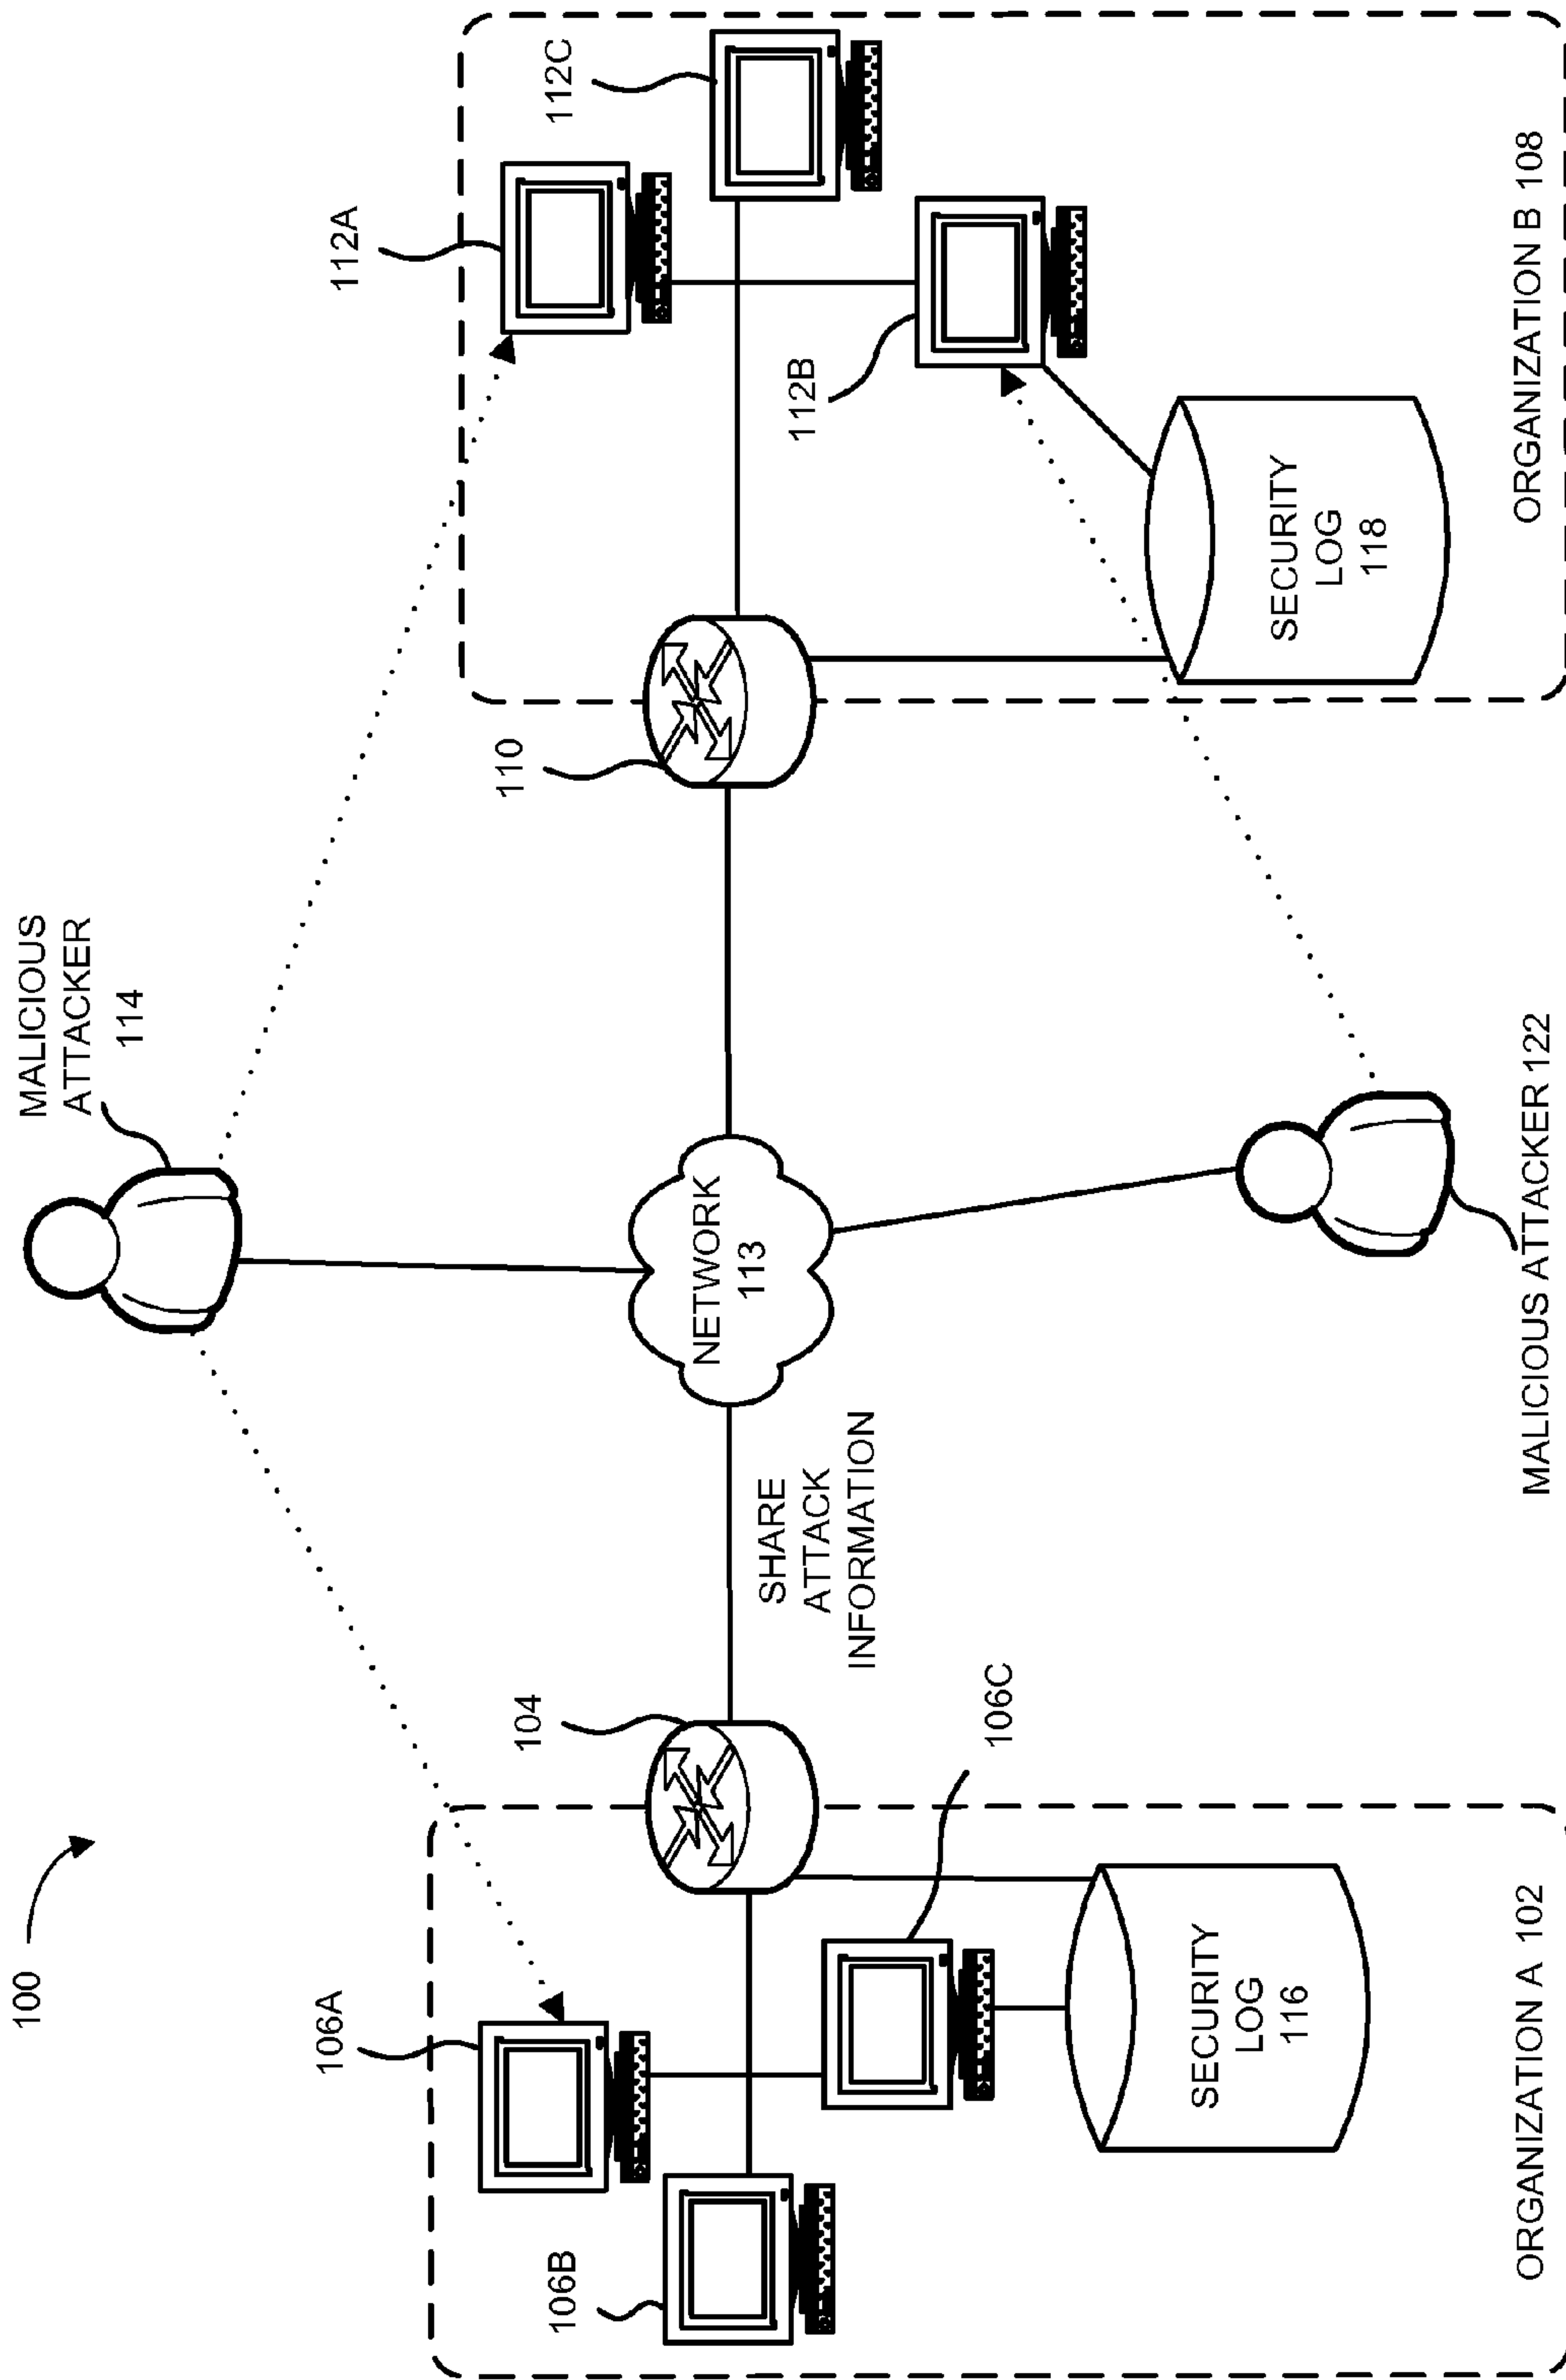 100
MALICIOUS
ATTACKER
114
106A
112A
106B
104
110
112C
NETWORK
113
SHARE
ATTACK
INFORMATION
112B
106C
SECURITY
LOG
116
SECURITY
LOG
118
ORGANIZATION A 102
MALICIOUS ATTACKER 122
ORGANIZATION B 108